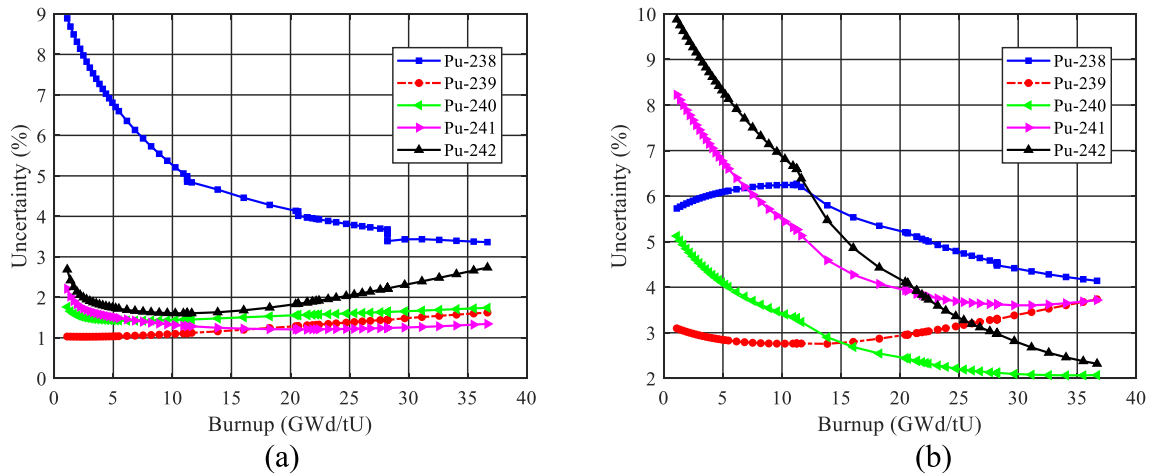 9
8
7
6
5
4
3
2
1
0
Uncertainty (%)
0 5 10 15 20 25 30 35 40
Burnup (GWd/tU)
Pu-238
Pu-239
Pu-240
Pu-241
Pu-242
(a)
10
9
8
7
6
5
4
3
2
Uncertainty (%)
0 5 10 15 20 25 30 35 40
Burnup (GWd/tU)
Pu-238
Pu-239
Pu-240
Pu-241
Pu-242
(b)